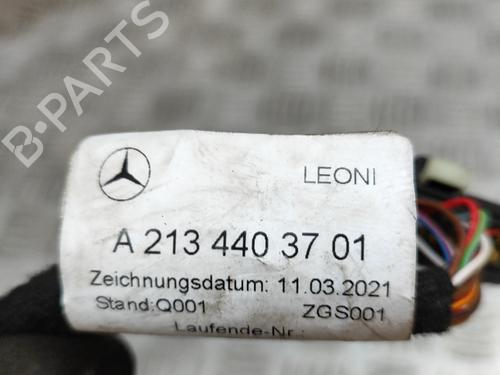 B-PARTS
LEONI
A 213 440 37 01
Zeichnungsdatum: 11.03.2021
Stand:Q001 ZGS001
Laufende-Nr.: